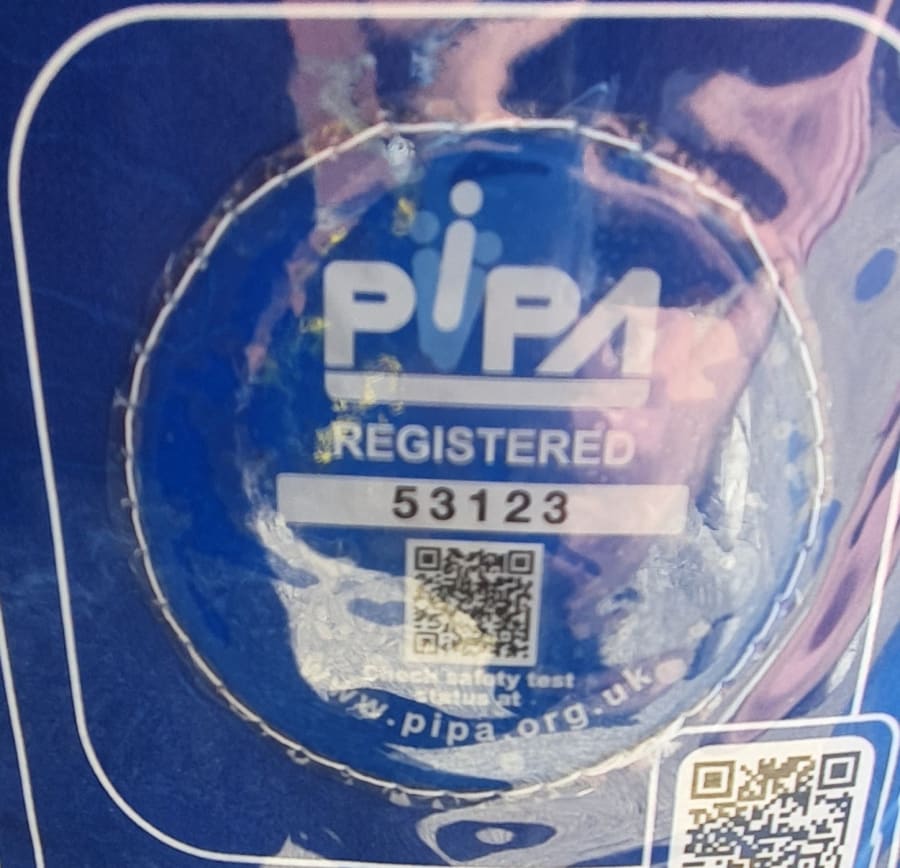 PiPA
REGISTERED
53123
Check safety test
status at
www.pipa.org.uk